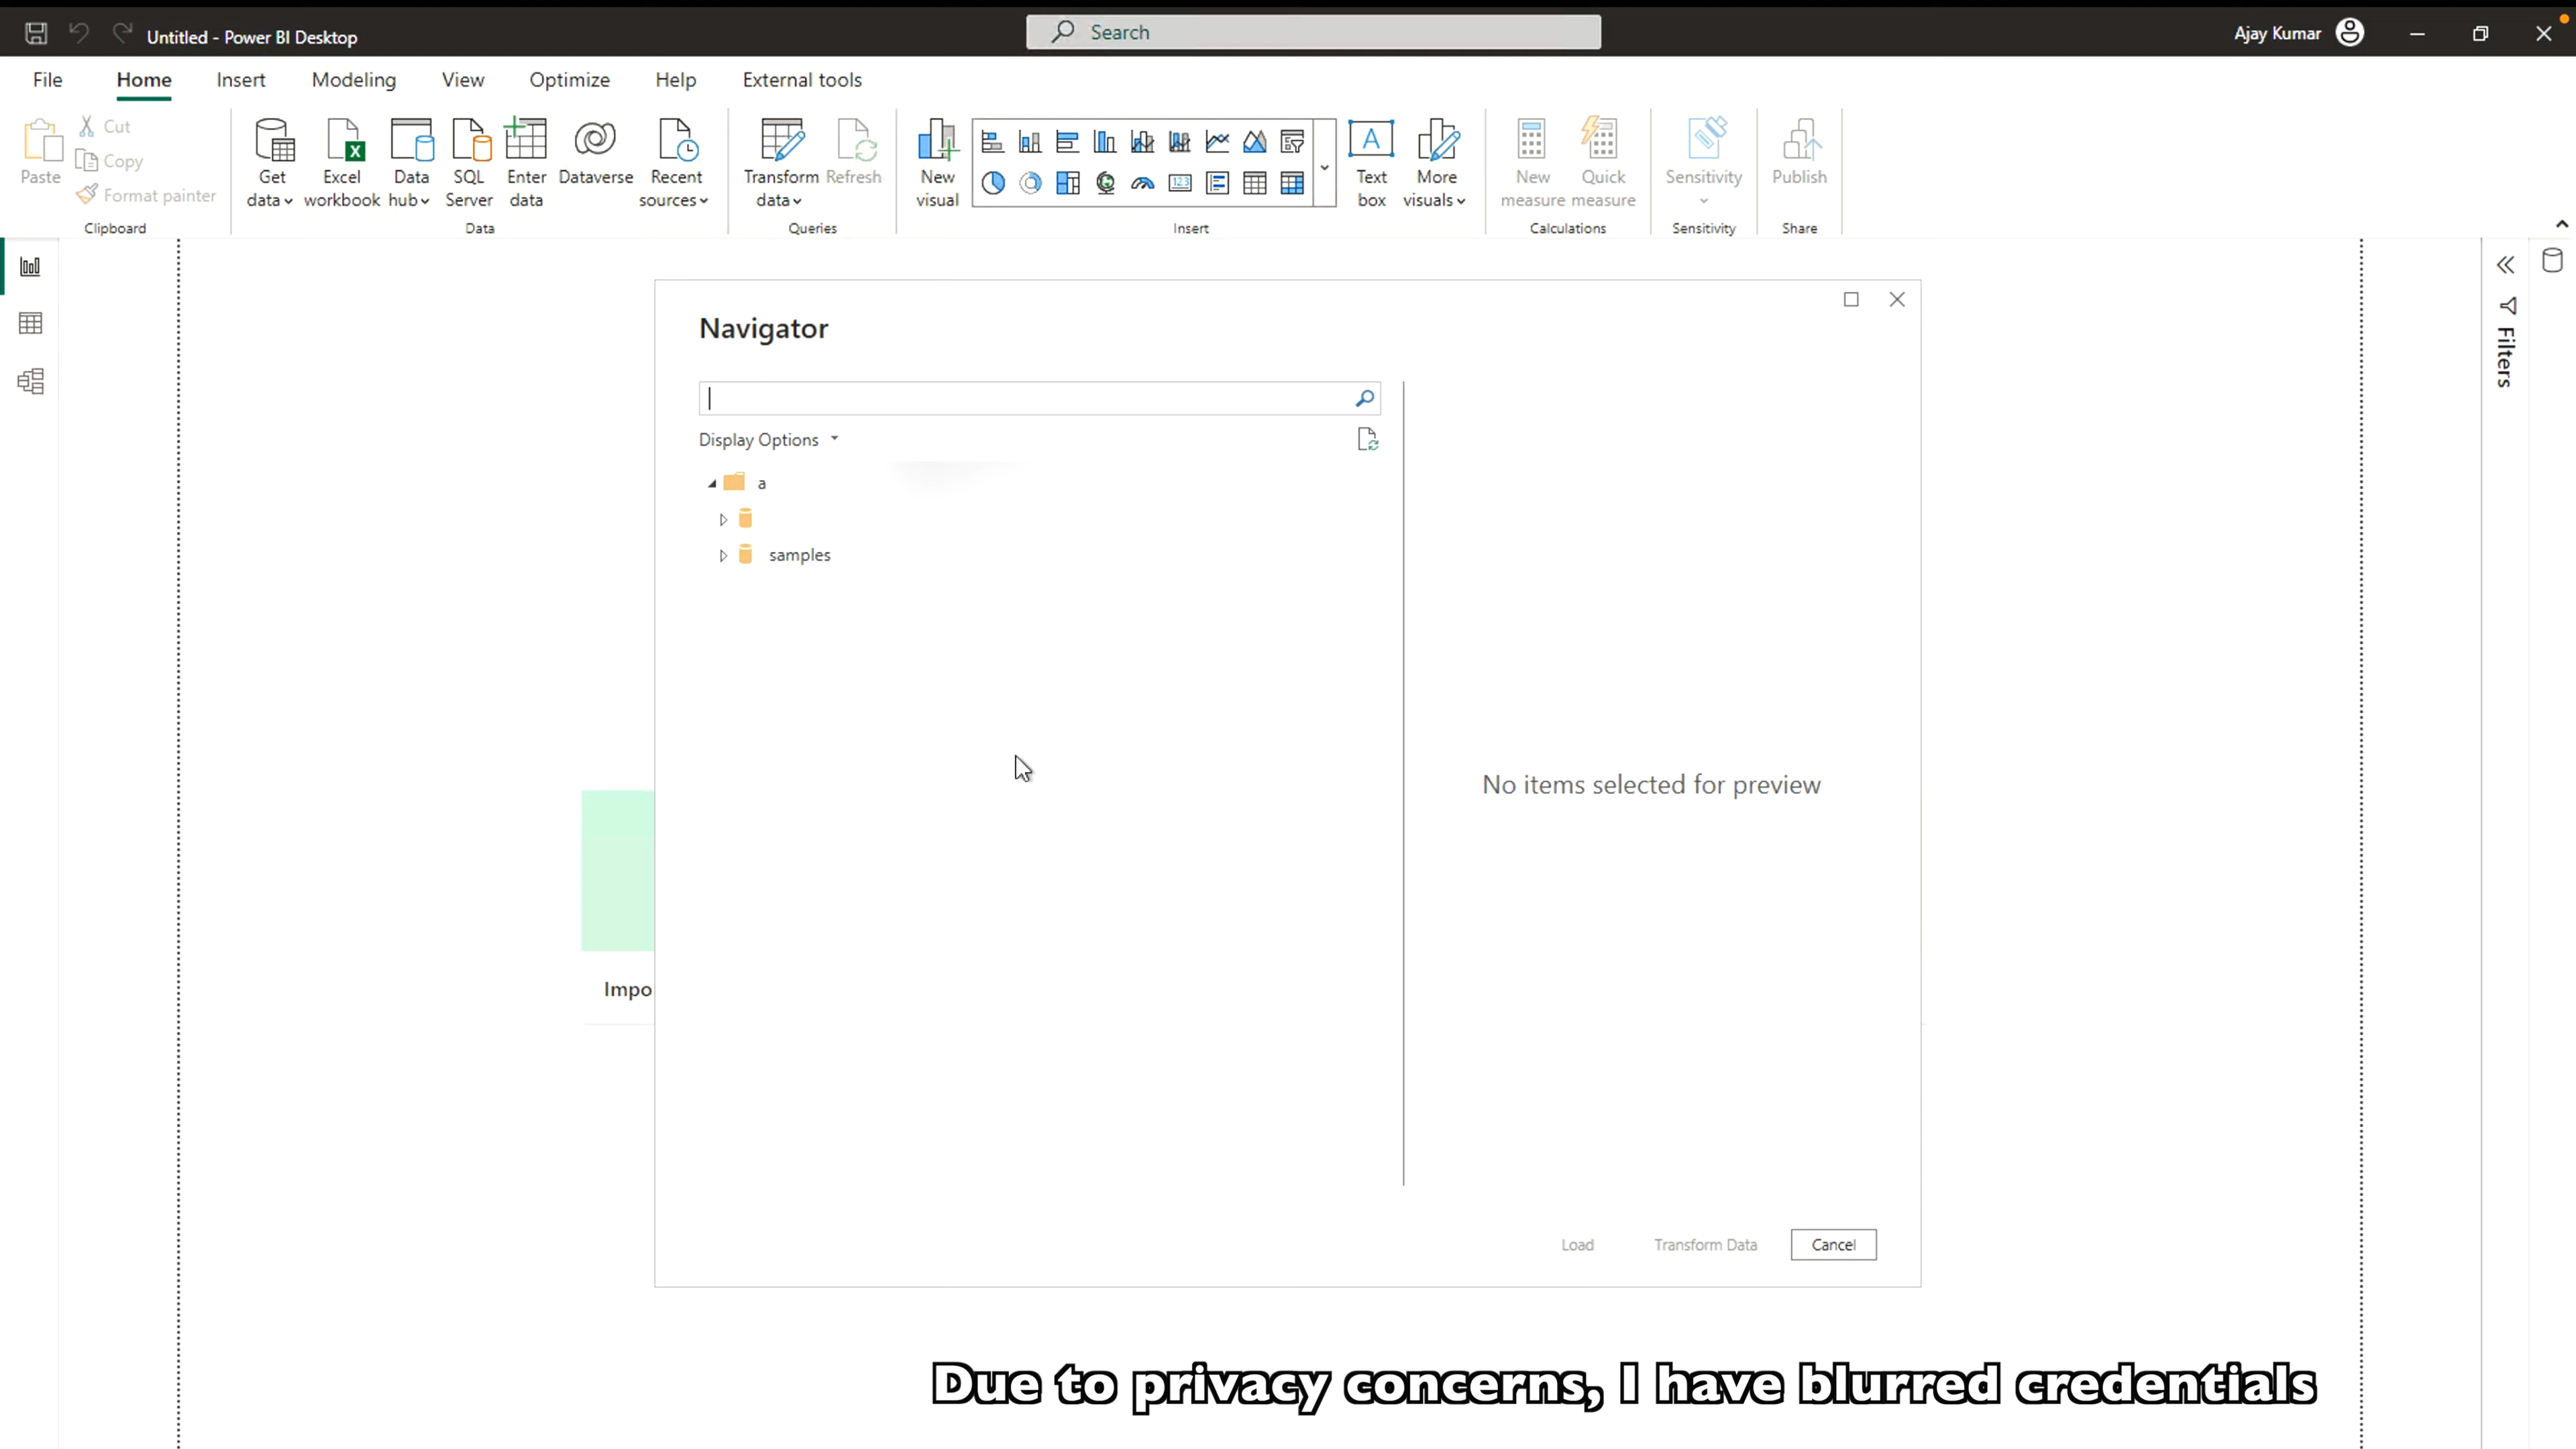 Untitled - Power BI Desktop
Search
Ajay Kumar
File Home Insert Modeling View Optimize Help External tools
Paste
Cut
Copy
Format painter
Clipboard
Get data
Excel workbook
Data hub
SQL Server
Enter data
Dataverse
Recent sources
Data
Transform data
Refresh
Queries
New visual
123
A
Text box
More visuals
Insert
New measure
Quick measure
Calculations
Sensitivity
Sensitivity
Publish
Share
Filters
Navigator
Display Options
a
samples
No items selected for preview
Impo
Load Transform Data Cancel
Due to privacy concerns, I have blurred credentials